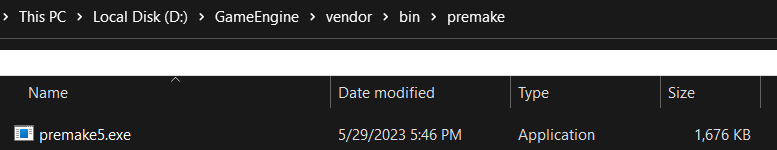 > This PC > Local Disk (D:) > GameEngine > vendor > bin > premake
Name Date modified Type Size
premake5.exe 5/29/2023 5:46 PM Application 1,676 KB